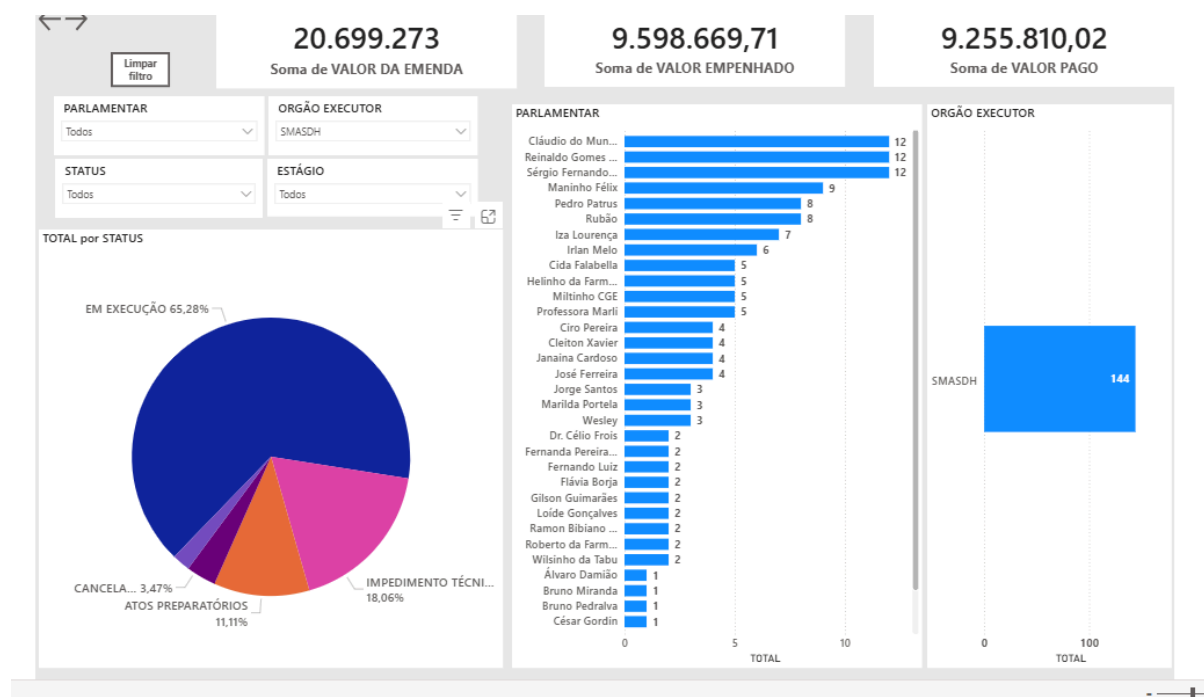 20.699.273
Soma de VALOR DA EMENDA
9.598.669,71
Soma de VALOR EMPENHADO
9.255.810,02
Soma de VALOR PAGO
Limpar
filtro
PARLAMENTAR
Todos
ORGÃO EXECUTOR
SMASDH
STATUS
Todos
ESTÁGIO
Todos
TOTAL por STATUS
EM EXECUÇÃO 65,28%
CANCELA... 3,47%
ATOS PREPARATÓRIOS
11,11%
IMPEDIMENTO TÉCNI...
18,06%
PARLAMENTAR
Cláudio do Mun... 12
Reinaldo Gomes ... 12
Sérgio Fernando... 12
Maninho Félix 9
Pedro Patrus 8
Rubão 8
Iza Lourença 7
Irlan Melo 6
Cida Falabella 5
Helinho da Farm... 5
Miltinho CGE 5
Professora Marli 5
Ciro Pereira 4
Cleiton Xavier 4
Janaina Cardoso 4
José Ferreira 4
Jorge Santos 3
Marilda Portela 3
Wesley 3
Dr. Célio Frois 2
Fernanda Pereira... 2
Fernando Luiz 2
Flávia Borja 2
Gilson Guimarães 2
Loíde Gonçalves 2
Ramon Bibiano ... 2
Roberto da Farm... 2
Wilsinho da Tabu 2
Álvaro Damião 1
Bruno Miranda 1
Bruno Pedralva 1
César Gordin 1
0 5 10
TOTAL
ORGÃO EXECUTOR
SMASDH 144
0 100
TOTAL